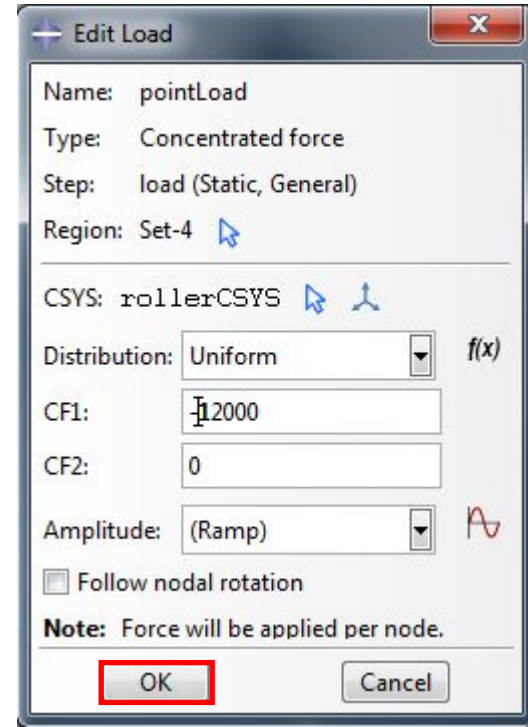 Edit Load
Name: pointLoad
Type: Concentrated force
Step: load (Static, General)
Region: Set-4
CSYS: rollerCSYS
Distribution: Uniform f(x)
CF1: -12000
CF2: 0
Amplitude: (Ramp)
Follow nodal rotation
Note: Force will be applied per node.
OK Cancel